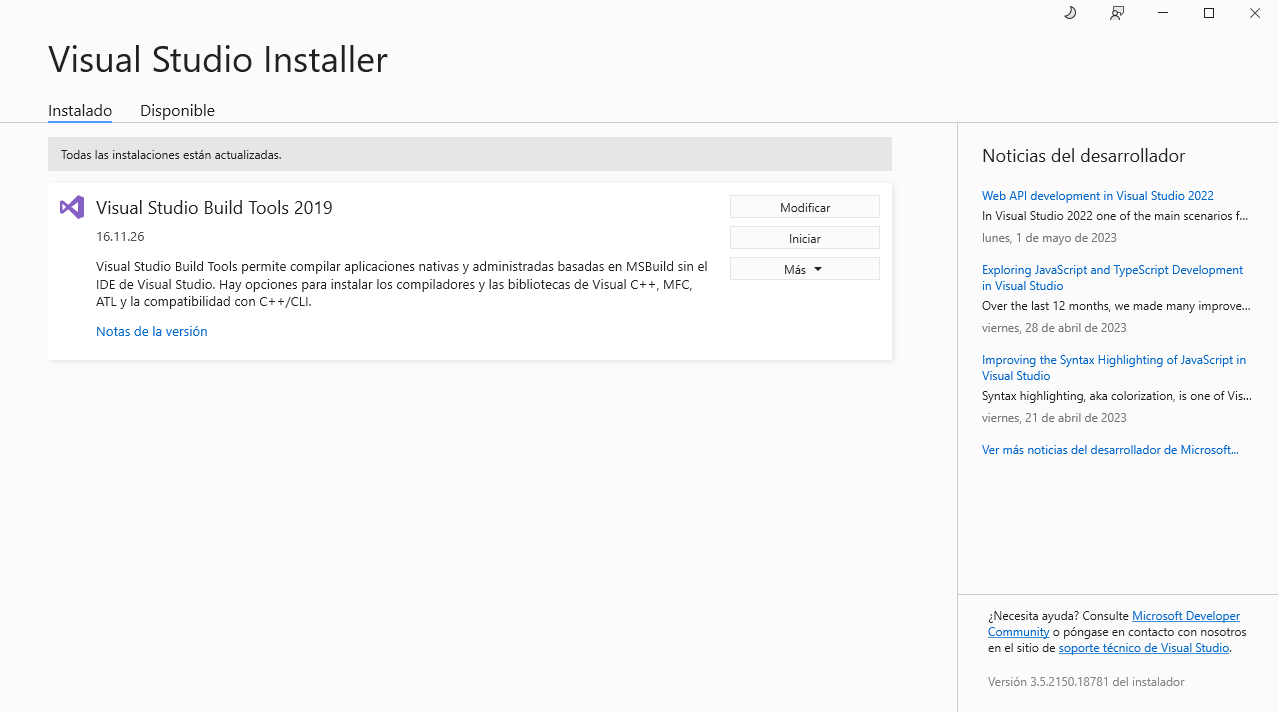 Visual Studio Installer
Instalado
Disponible
Todas las instalaciones están actualizadas.
Visual Studio Build Tools 2019
16.11.26
Visual Studio Build Tools permite compilar aplicaciones nativas y administradas basadas en MSBuild sin el
IDE de Visual Studio. Hay opciones para instalar los compiladores y las bibliotecas de Visual C++, MFC,
ATL y la compatibilidad con C++/CLI.
Notas de la versión
Modificar
Iniciar
Más
Noticias del desarrollador
Web API development in Visual Studio 2022
In Visual Studio 2022 one of the main scenarios f...
lunes, 1 de mayo de 2023
Exploring JavaScript and TypeScript Development
in Visual Studio
Over the last 12 months, we made many improve...
viernes, 28 de abril de 2023
Improving the Syntax Highlighting of JavaScript in
Visual Studio
Syntax highlighting, aka colorization, is one of Vis...
viernes, 21 de abril de 2023
Ver más noticias del desarrollador de Microsoft...
¿Necesita ayuda? Consulte Microsoft Developer
Community o póngase en contacto con nosotros
en el sitio de soporte técnico de Visual Studio.
Versión 3.5.2150.18781 del instalador